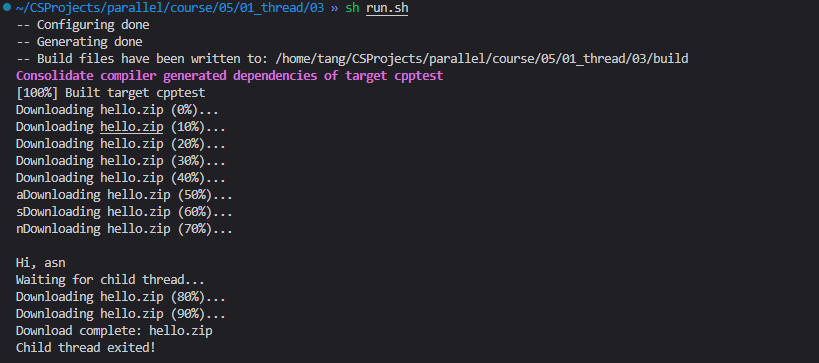 ~/CSProjects/parallel/course/05/01_thread/03 » sh run.sh
-- Configuring done
-- Generating done
-- Build files have been written to: /home/tang/CSProjects/parallel/course/05/01_thread/03/build
Consolidate compiler generated dependencies of target cpptest
[100%] Built target cpptest
Downloading hello.zip (0%)...
Downloading hello.zip (10%)...
Downloading hello.zip (20%)...
Downloading hello.zip (30%)...
Downloading hello.zip (40%)...
aDownloading hello.zip (50%)...
sDownloading hello.zip (60%)...
nDownloading hello.zip (70%)...

Hi, asn
Waiting for child thread...
Downloading hello.zip (80%)...
Downloading hello.zip (90%)...
Download complete: hello.zip
Child thread exited!